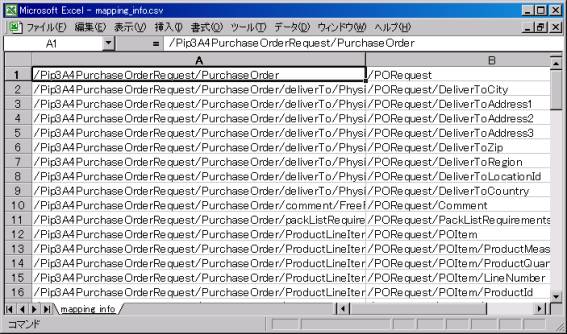 Microsoft Excel - mapping_info.csv
ファイル(F) 編集(E) 表示(V) 挿入(I) 書式(O) ツール(T) データ(D) ウィンドウ(W) ヘルプ(H)
A1 = /Pip3A4PurchaseOrderRequest/PurchaseOrder
A B
1 /Pip3A4PurchaseOrderRequest/PurchaseOrder /PORequest
2 /Pip3A4PurchaseOrderRequest/PurchaseOrder/deliverTo/Physi /PORequest/DeliverToCity
3 /Pip3A4PurchaseOrderRequest/PurchaseOrder/deliverTo/Physi /PORequest/DeliverToAddress1
4 /Pip3A4PurchaseOrderRequest/PurchaseOrder/deliverTo/Physi /PORequest/DeliverToAddress2
5 /Pip3A4PurchaseOrderRequest/PurchaseOrder/deliverTo/Physi /PORequest/DeliverToAddress3
6 /Pip3A4PurchaseOrderRequest/PurchaseOrder/deliverTo/Physi /PORequest/DeliverToZip
7 /Pip3A4PurchaseOrderRequest/PurchaseOrder/deliverTo/Physi /PORequest/DeliverToRegion
8 /Pip3A4PurchaseOrderRequest/PurchaseOrder/deliverTo/Physi /PORequest/DeliverToLocationId
9 /Pip3A4PurchaseOrderRequest/PurchaseOrder/deliverTo/Physi /PORequest/DeliverToCountry
10 /Pip3A4PurchaseOrderRequest/PurchaseOrder/comment/FreeF /PORequest/Comment
11 /Pip3A4PurchaseOrderRequest/PurchaseOrder/packListRequire /PORequest/PackListRequirements
12 /Pip3A4PurchaseOrderRequest/PurchaseOrder/ProductLineIter /PORequest/POItem
13 /Pip3A4PurchaseOrderRequest/PurchaseOrder/ProductLineIter /PORequest/POItem/ProductMeas
14 /Pip3A4PurchaseOrderRequest/PurchaseOrder/ProductLineIter /PORequest/POItem/ProductQuan
15 /Pip3A4PurchaseOrderRequest/PurchaseOrder/ProductLineIter /PORequest/POItem/LineNumber
16 /Pip3A4PurchaseOrderRequest/PurchaseOrder/ProductLineIter /PORequest/POItem/ProductId
mapping_info
コマンド